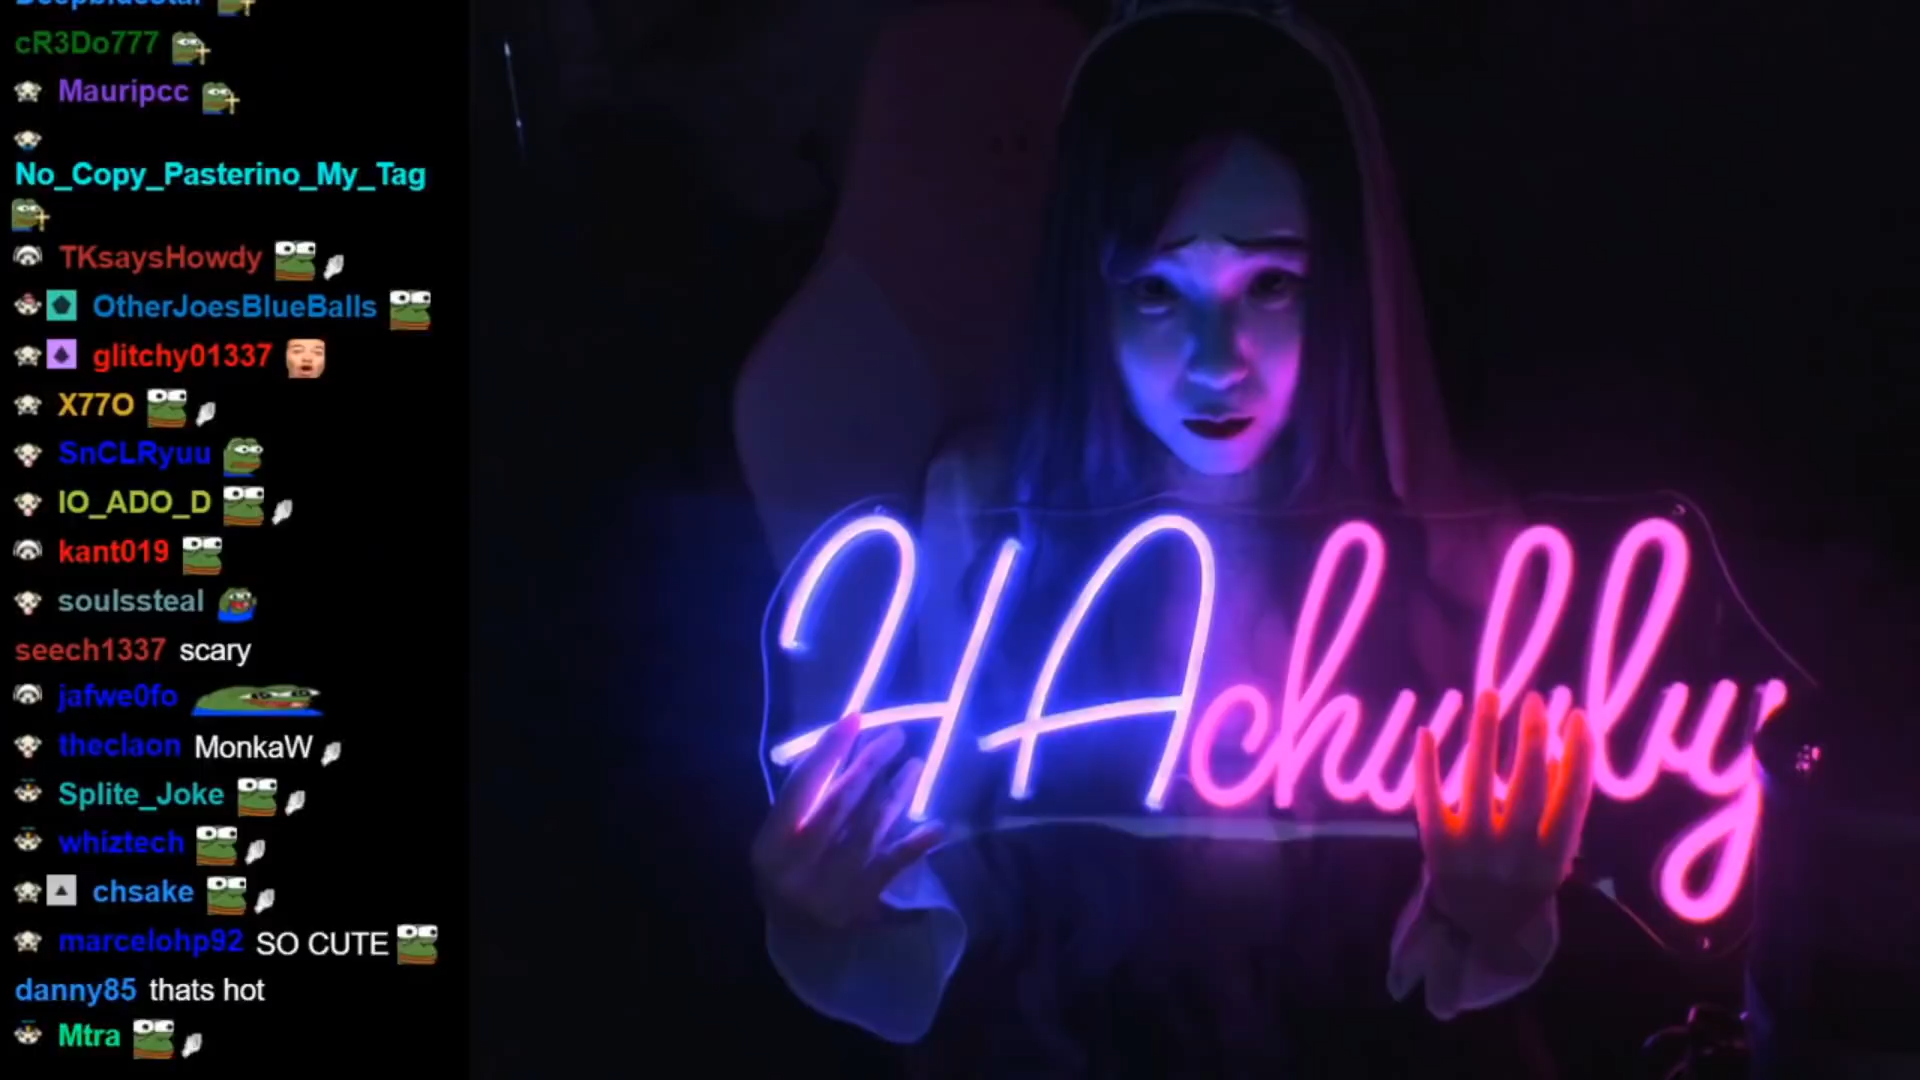 Deepbluestar
cR3Do777
Mauripcc
No_Copy_Pasterino_My_Tag
TKsaysHowdy
OtherJoesBlueBalls
glitchy01337
X77O
SnCLRyuu
IO_ADO_D
kant019
soulssteal
seech1337 scary
jafwe0fo
theclaon MonkaW
Splite_Joke
whiztech
chsake
marcelohp92 SO CUTE
danny85 thats hot
Mtra
HAchubby